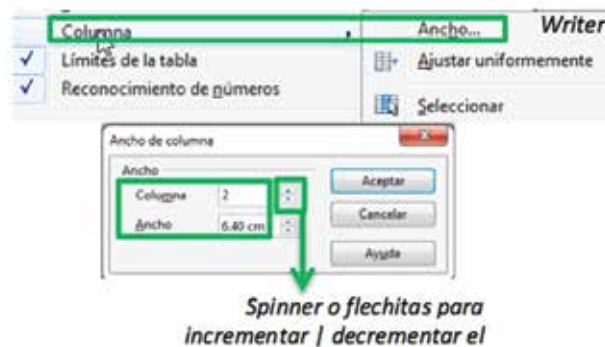 Columna Ancho... Writer
Límites de la tabla Ajustar uniformemente
Reconocimiento de números Seleccionar
Ancho de columna
Ancho
Columna 2
Ancho 6.40 cm
Aceptar
Cancelar
Ayuda
Spinner o flechitas para
incrementar | decrementar el